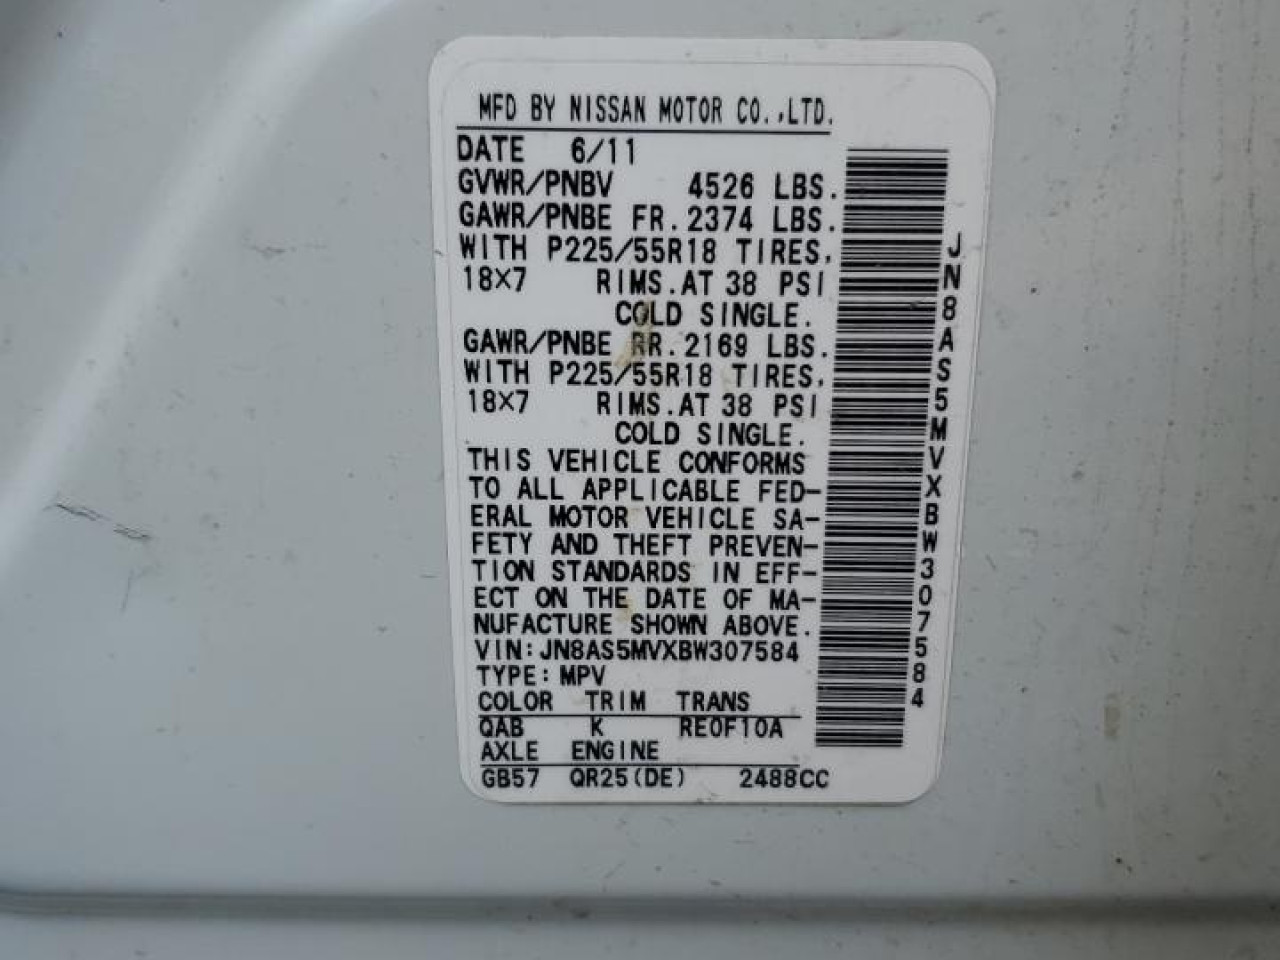 MFD BY NISSAN MOTOR CO.,LTD.
DATE 6/11
GVWR/PNBV 4526 LBS.
GAWR/PNBE FR.2374 LBS.
WITH P225/55R18 TIRES,
18X7 RIMS.AT 38 PSI
COLD SINGLE.
GAWR/PNBE RR.2169 LBS.
WITH P225/55R18 TIRES,
18X7 RIMS.AT 38 PSI
COLD SINGLE.
THIS VEHICLE CONFORMS
TO ALL APPLICABLE FED-
ERAL MOTOR VEHICLE SA-
FETY AND THEFT PREVEN-
TION STANDARDS IN EFF-
ECT ON THE DATE OF MA-
NUFACTURE SHOWN ABOVE.
VIN:JN8AS5MVXBW307584
TYPE:MPV
COLOR TRIM TRANS
QAB K RE0F10A
AXLE ENGINE
GB57 QR25(DE) 2488CC
JN8AS5MVXBW307584